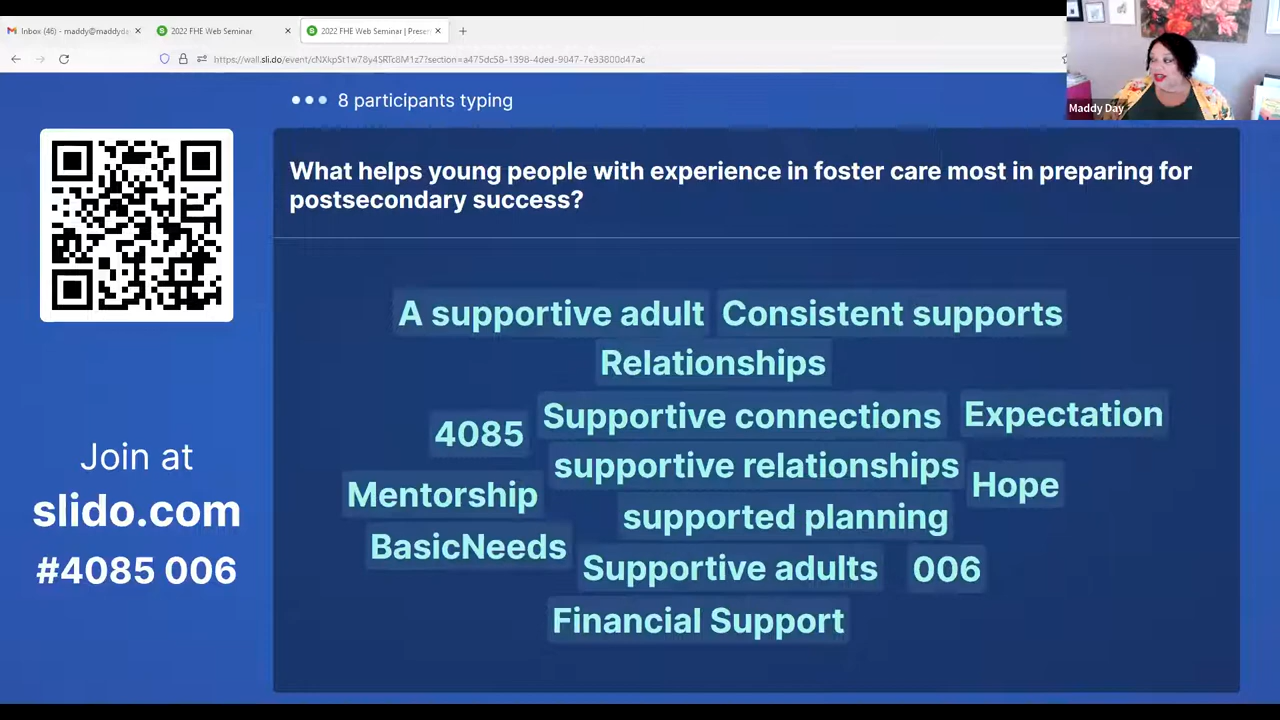 Inbox (46) - maddy@maddyda
2022 FHE Web Seminar
2022 FHE Web Seminar | Presen
https://wall.sli.do/event/cNXkpSt1w78y4SRTc8M1z7?section=a475dc58-1398-4ded-9047-7e33800d47ac
Maddy Day
8 participants typing
What helps young people with experience in foster care most in preparing for
postsecondary success?
A supportive adult Consistent supports
Relationships
4085 Supportive connections Expectation
supportive relationships
Mentorship Hope
supported planning
BasicNeeds
Supportive adults 006
Financial Support
Join at
slido.com
#4085 006